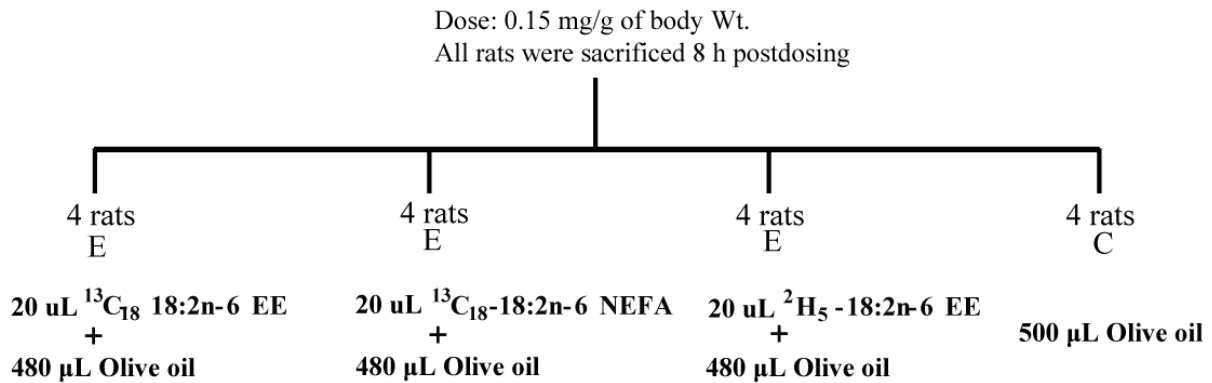 Dose: 0.15 mg/g of body Wt.
All rats were sacrificed 8 h postdosing
4 rats
E
4 rats
E
4 rats
E
4 rats
C
20 uL ¹³C₁₈ 18:2n-6 EE
+
480 µL Olive oil
20 uL ¹³C₁₈-18:2n-6 NEFA
+
480 µL Olive oil
20 uL ²H₅-18:2n-6 EE
+
480 µL Olive oil
500 µL Olive oil